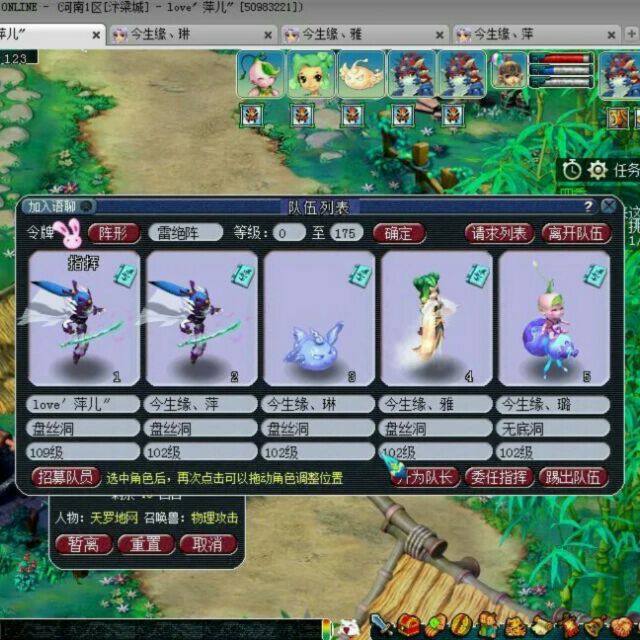 ONLINE - (河南1区[汴梁城] - love′萍儿″[50983221])
萍儿″ × 今生缘、琳 × 今生缘、雅 × 今生缘、萍 ×
123
任务
加入语聊 队伍列表 ? ×
令牌 阵形 雷绝阵 等级: 0 至 175 确定 请求列表 离开队伍
指挥
1 2 3 4 5
love′萍儿″ 今生缘、萍 今生缘、琳 今生缘、雅 今生缘、璐
盘丝洞 盘丝洞 盘丝洞 盘丝洞 无底洞
109级 102级 102级 102级 102级
招募队员 选中角色后，再次点击可以拖动角色调整位置 升为队长 委任指挥 踢出队伍
人物: 天罗地网 召唤兽: 物理攻击
暂离 重置 取消